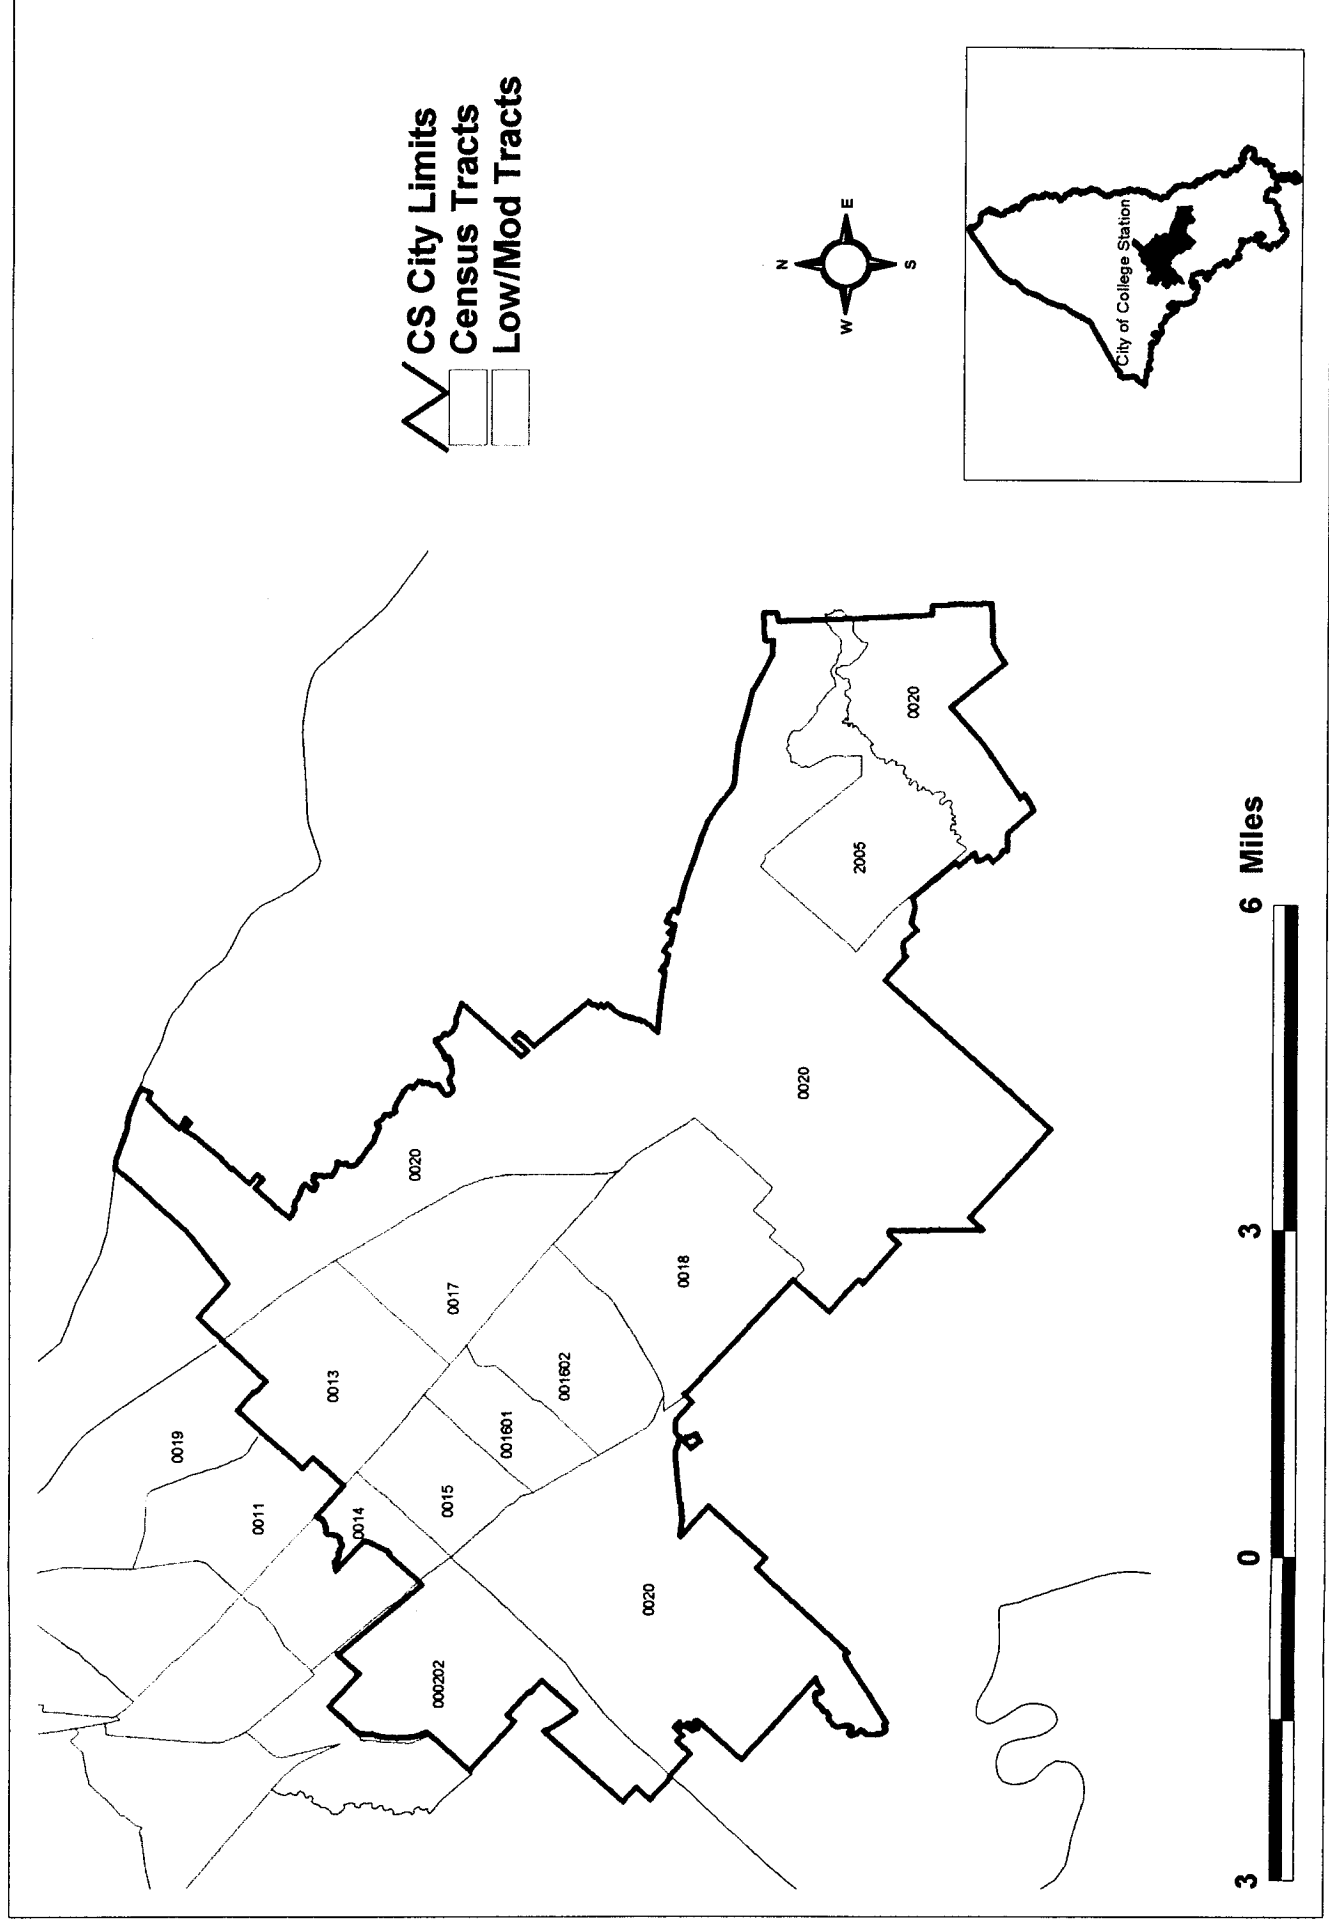 CS City Limits
Census Tracts
Low/Mod Tracts
N
W
E
S
City of College Station
0019
0011
0013
0014
0015
0017
0020
001601
001602
0018
000202
0020
0020
2005
0020
3
0
3
6 Miles